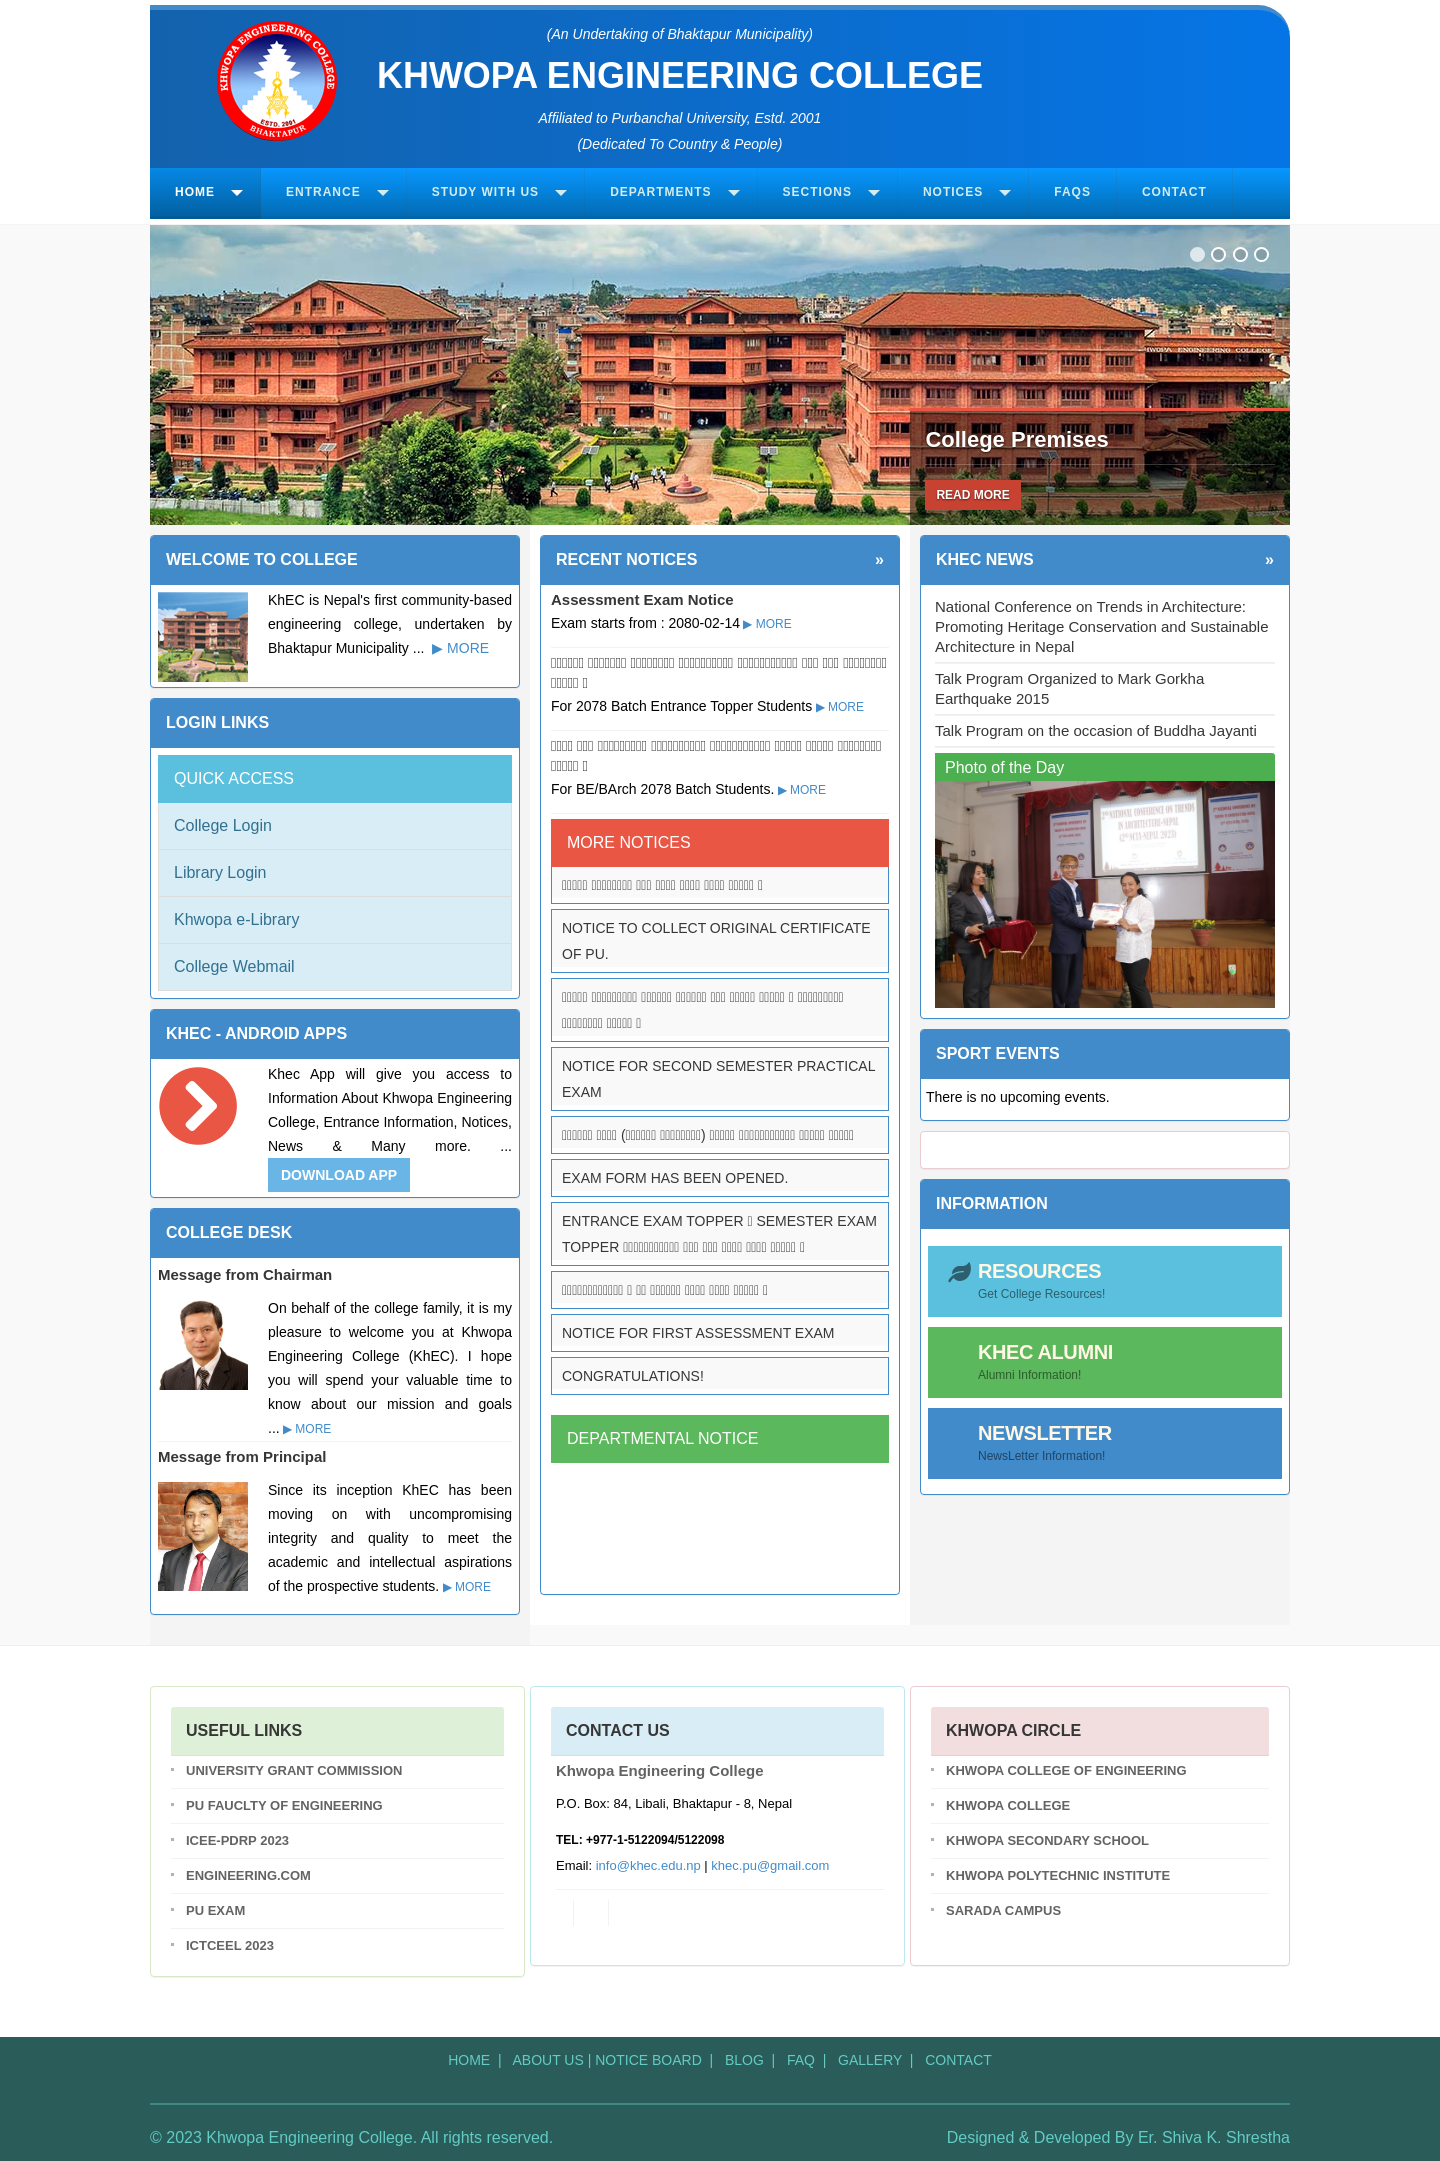 KHWOPA ENGINEERING COLLEGE
ESTD. 2001
BHAKTAPUR
(An Undertaking of Bhaktapur Municipality)
KHWOPA ENGINEERING COLLEGE
Affiliated to Purbanchal University, Estd. 2001
(Dedicated To Country & People)
HOME ENTRANCE STUDY WITH US DEPARTMENTS SECTIONS NOTICES FAQS CONTACT
KHWOPA ENGINEERING COLLEGE
College Premises
READ MORE
WELCOME TO COLLEGE
KhEC is Nepal's first community-based
engineering college, undertaken by
Bhaktapur Municipality ... ▶ MORE
LOGIN LINKS
QUICK ACCESS
College Login
Library Login
Khwopa e-Library
College Webmail
KHEC - ANDROID APPS
Khec App will give you access to
Information About Khwopa Engineering
College, Entrance Information, Notices,
News & Many more. ...
DOWNLOAD APP
COLLEGE DESK
Message from Chairman
On behalf of the college family, it is my
pleasure to welcome you at Khwopa
Engineering College (KhEC). I hope
you will spend your valuable time to
know about our mission and goals
... ▶ MORE
Message from Principal
Since its inception KhEC has been
moving on with uncompromising
integrity and quality to meet the
academic and intellectual aspirations
of the prospective students. ▶ MORE
RECENT NOTICES »
Assessment Exam Notice
Exam starts from : 2080-02-14 ▶ MORE
For 2078 Batch Entrance Topper Students ▶ MORE
For BE/BArch 2078 Batch Students. ▶ MORE
MORE NOTICES
NOTICE TO COLLECT ORIGINAL CERTIFICATE
OF PU.
NOTICE FOR SECOND SEMESTER PRACTICAL
EXAM
EXAM FORM HAS BEEN OPENED.
ENTRANCE EXAM TOPPER SEMESTER EXAM
TOPPER
NOTICE FOR FIRST ASSESSMENT EXAM
CONGRATULATIONS!
DEPARTMENTAL NOTICE
KHEC NEWS »
National Conference on Trends in Architecture:
Promoting Heritage Conservation and Sustainable
Architecture in Nepal
Talk Program Organized to Mark Gorkha
Earthquake 2015
Talk Program on the occasion of Buddha Jayanti
Photo of the Day
2nd NATIONAL CONFERENCE ON TRENDS
IN ARCHITECTURE-NEPAL
SPORT EVENTS
There is no upcoming events.
INFORMATION
RESOURCES
Get College Resources!
KHEC ALUMNI
Alumni Information!
NEWSLETTER
NewsLetter Information!
USEFUL LINKS
UNIVERSITY GRANT COMMISSION
PU FAUCLTY OF ENGINEERING
ICEE-PDRP 2023
ENGINEERING.COM
PU EXAM
ICTCEEL 2023
CONTACT US
Khwopa Engineering College
P.O. Box: 84, Libali, Bhaktapur - 8, Nepal
TEL: +977-1-5122094/5122098
Email: info@khec.edu.np | khec.pu@gmail.com
KHWOPA CIRCLE
KHWOPA COLLEGE OF ENGINEERING
KHWOPA COLLEGE
KHWOPA SECONDARY SCHOOL
KHWOPA POLYTECHNIC INSTITUTE
SARADA CAMPUS
HOME | ABOUT US | NOTICE BOARD | BLOG | FAQ | GALLERY | CONTACT
© 2023 Khwopa Engineering College. All rights reserved.
Designed & Developed By Er. Shiva K. Shrestha